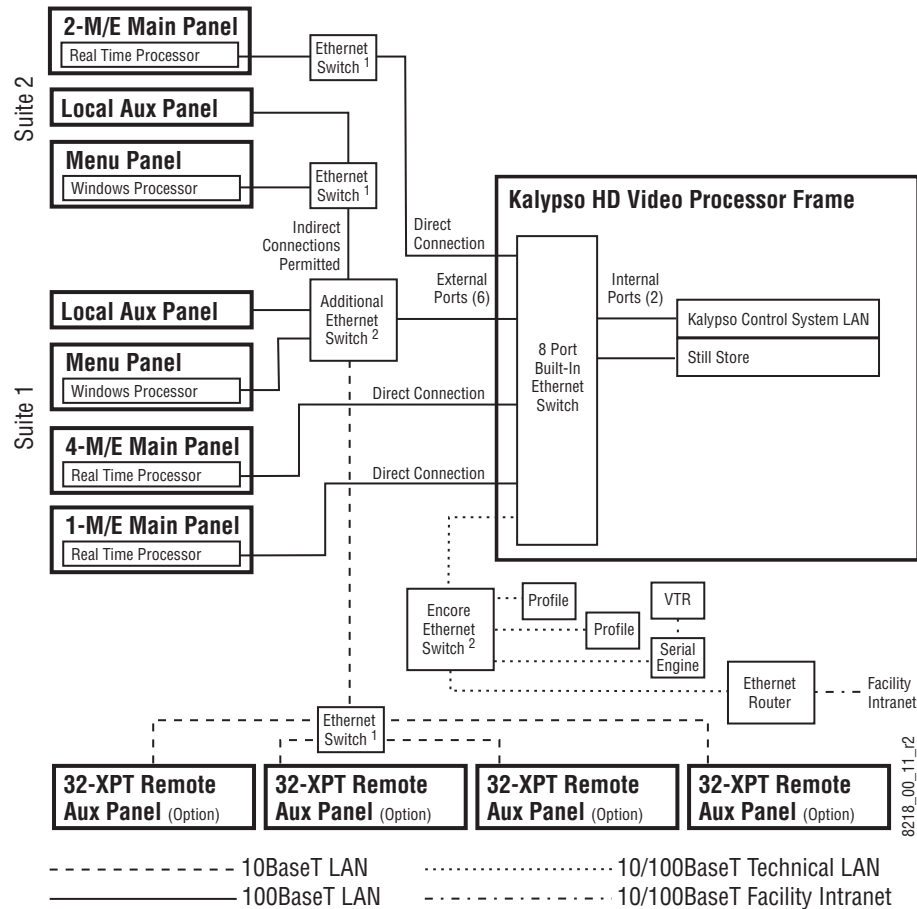 Suite 2
2-M/E Main Panel
Real Time Processor
Ethernet
Switch 1
Local Aux Panel
Menu Panel
Windows Processor
Ethernet
Switch 1
Indirect
Connections
Permitted
Direct
Connection
Kalypso HD Video Processor Frame
External
Ports (6)
Internal
Ports (2)
8 Port
Built-In
Ethernet
Switch
Kalypso Control System LAN
Still Store
Suite 1
Local Aux Panel
Additional
Ethernet
Switch 2
Menu Panel
Windows Processor
Direct Connection
4-M/E Main Panel
Real Time Processor
Direct Connection
1-M/E Main Panel
Real Time Processor
Encore
Ethernet
Switch 2
Profile
Profile
VTR
Serial
Engine
Ethernet
Router
Facility
Intranet
Ethernet
Switch 1
32-XPT Remote
Aux Panel (Option)
32-XPT Remote
Aux Panel (Option)
32-XPT Remote
Aux Panel (Option)
32-XPT Remote
Aux Panel (Option)
8218_00_11_r2
10BaseT LAN
100BaseT LAN
10/100BaseT Technical LAN
10/100BaseT Facility Intranet